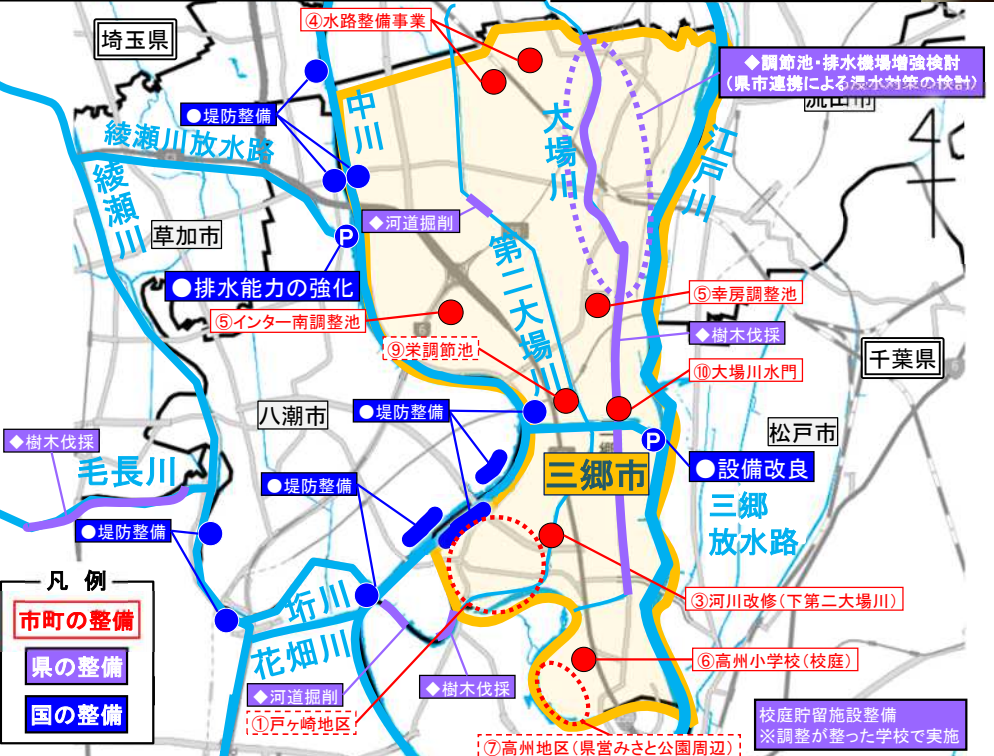 埼玉県
④水路整備事業
◆調節池・排水機場増強検討
（県市連携による浸水対策の検討）
流山市
●堤防整備
中川
大場川
江戸川
綾瀬川放水路
綾瀬川
草加市
◆河道掘削
P
第二大場川
●排水能力の強化
⑤インター南調整池
⑤幸房調整池
◆樹木伐採
⑨栄調節池
⑩大場川水門
千葉県
八潮市
●堤防整備
松戸市
P
◆樹木伐採
毛長川
●堤防整備
三郷市
●設備改良
三郷
放水路
●堤防整備
凡 例
市町の整備
県の整備
国の整備
垳川
花畑川
③河川改修（下第二大場川）
⑥高州小学校（校庭）
◆河道掘削
◆樹木伐採
①戸ヶ崎地区
⑦高州地区（県営みさと公園周辺）
校庭貯留施設整備
※調整が整った学校で実施